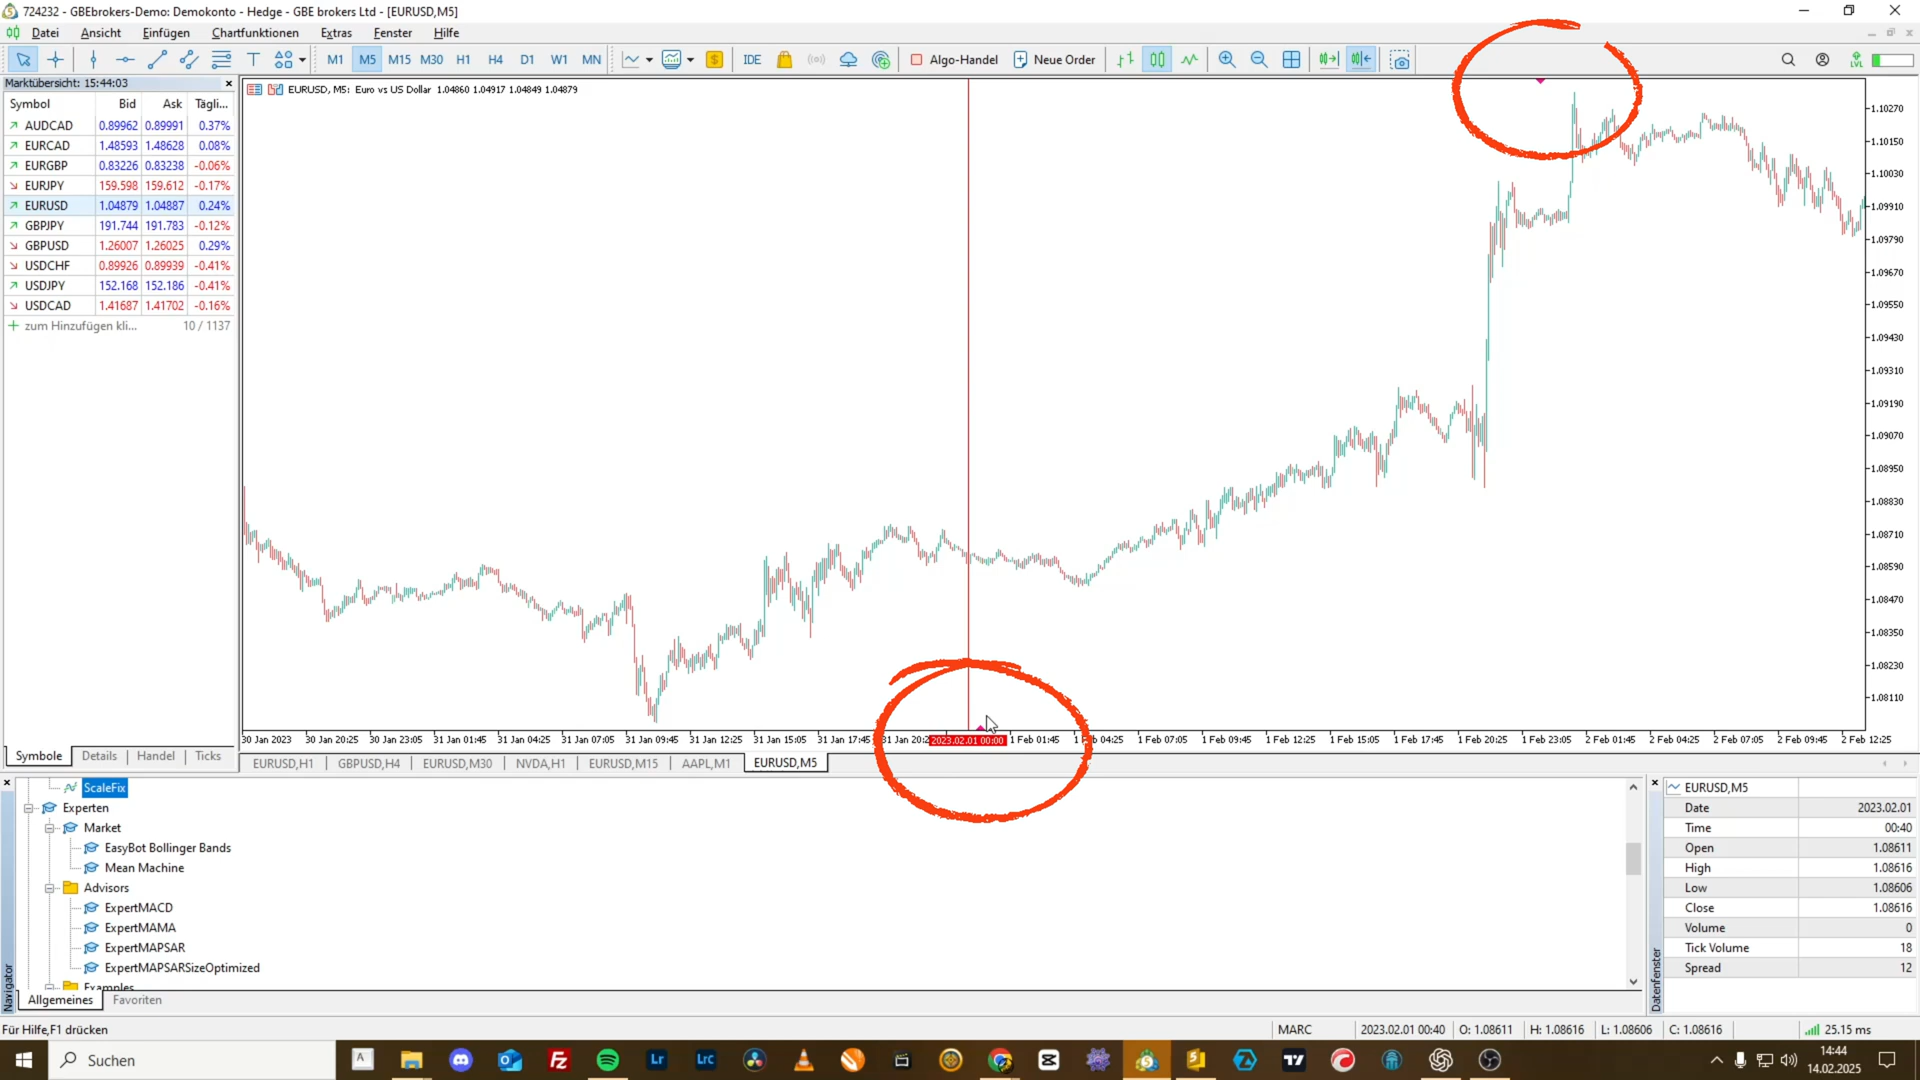 724232 - GBEbrokers-Demo: Demokonto - Hedge - GBE brokers Ltd - [EURUSD,M5]
Datei Ansicht Einfügen Chartfunktionen Extras Fenster Hilfe
M1 M5 M15 M30 H1 H4 D1 W1 MN IDE Algo-Handel Neue Order LVL
Marktübersicht: 15:44:03
Symbol Bid Ask Tägli...
AUDCAD 0.89962 0.89991 0.37%
EURCAD 1.48593 1.48628 0.08%
EURGBP 0.83226 0.83238 -0.06%
EURJPY 159.598 159.612 -0.17%
EURUSD 1.04879 1.04887 0.24%
GBPJPY 191.744 191.783 -0.12%
GBPUSD 1.26007 1.26025 0.29%
USDCHF 0.89926 0.89939 -0.41%
USDJPY 152.168 152.186 -0.41%
USDCAD 1.41687 1.41702 -0.16%
zum Hinzufügen kli... 10 / 1137
Symbole Details Handel Ticks
EURUSD, M5: Euro vs US Dollar 1.04860 1.04917 1.04849 1.04879
1.10270
1.10150
1.10030
1.09910
1.09790
1.09670
1.09550
1.09430
1.09310
1.09190
1.09070
1.08950
1.08830
1.08710
1.08590
1.08470
1.08350
1.08230
1.08110
30 Jan 2023 30 Jan 20:25 30 Jan 23:05 31 Jan 01:45 31 Jan 04:25 31 Jan 07:05 31 Jan 09:45 31 Jan 12:25 31 Jan 15:05 31 Jan 17:45 31 Jan 20:2 2023.02.01 00:00 1 Feb 01:45 1 Feb 04:25 1 Feb 07:05 1 Feb 09:45 1 Feb 12:25 1 Feb 15:05 1 Feb 17:45 1 Feb 20:25 1 Feb 23:05 2 Feb 01:45 2 Feb 04:25 2 Feb 07:05 2 Feb 09:45 2 Feb 12:25
EURUSD,H1 GBPUSD,H4 EURUSD,M30 NVDA,H1 EURUSD,M15 AAPL,M1 EURUSD,M5
Navigator
ScaleFix
Experten
Market
EasyBot Bollinger Bands
Mean Machine
Advisors
ExpertMACD
ExpertMAMA
ExpertMAPSAR
ExpertMAPSARSizeOptimized
Examples
Allgemeines Favoriten
Datenfenster
EURUSD,M5
Date 2023.02.01
Time 00:40
Open 1.08611
High 1.08616
Low 1.08606
Close 1.08616
Volume 0
Tick Volume 18
Spread 12
Für Hilfe,F1 drücken MARC 2023.02.01 00:40 O: 1.08611 H: 1.08616 L: 1.08606 C: 1.08616 25.15 ms
Suchen
Lr
Lrc
14:44
14.02.2025